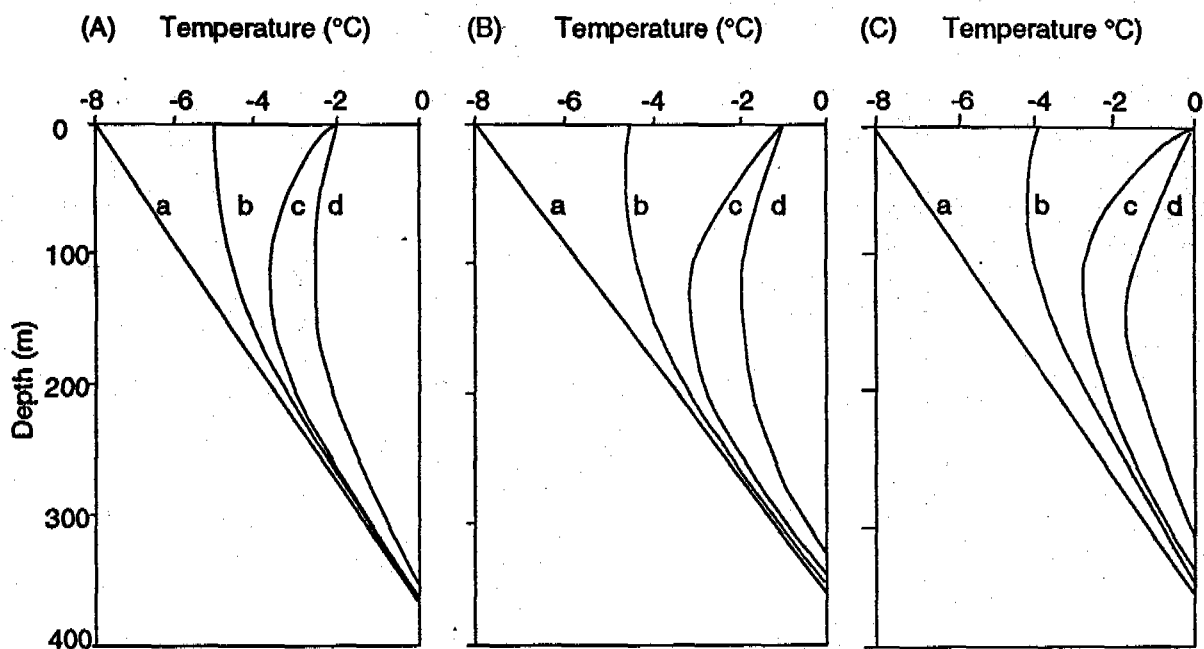 (A) Temperature (°C) (B) Temperature (°C) (C) Temperature °C)
-8 -6 -4 -2 0 -8 -6 -4 -2 0 -8 -6 -4 -2 0
0
a b c d a b c d a b c d
100
Depth (m)
200
300
400